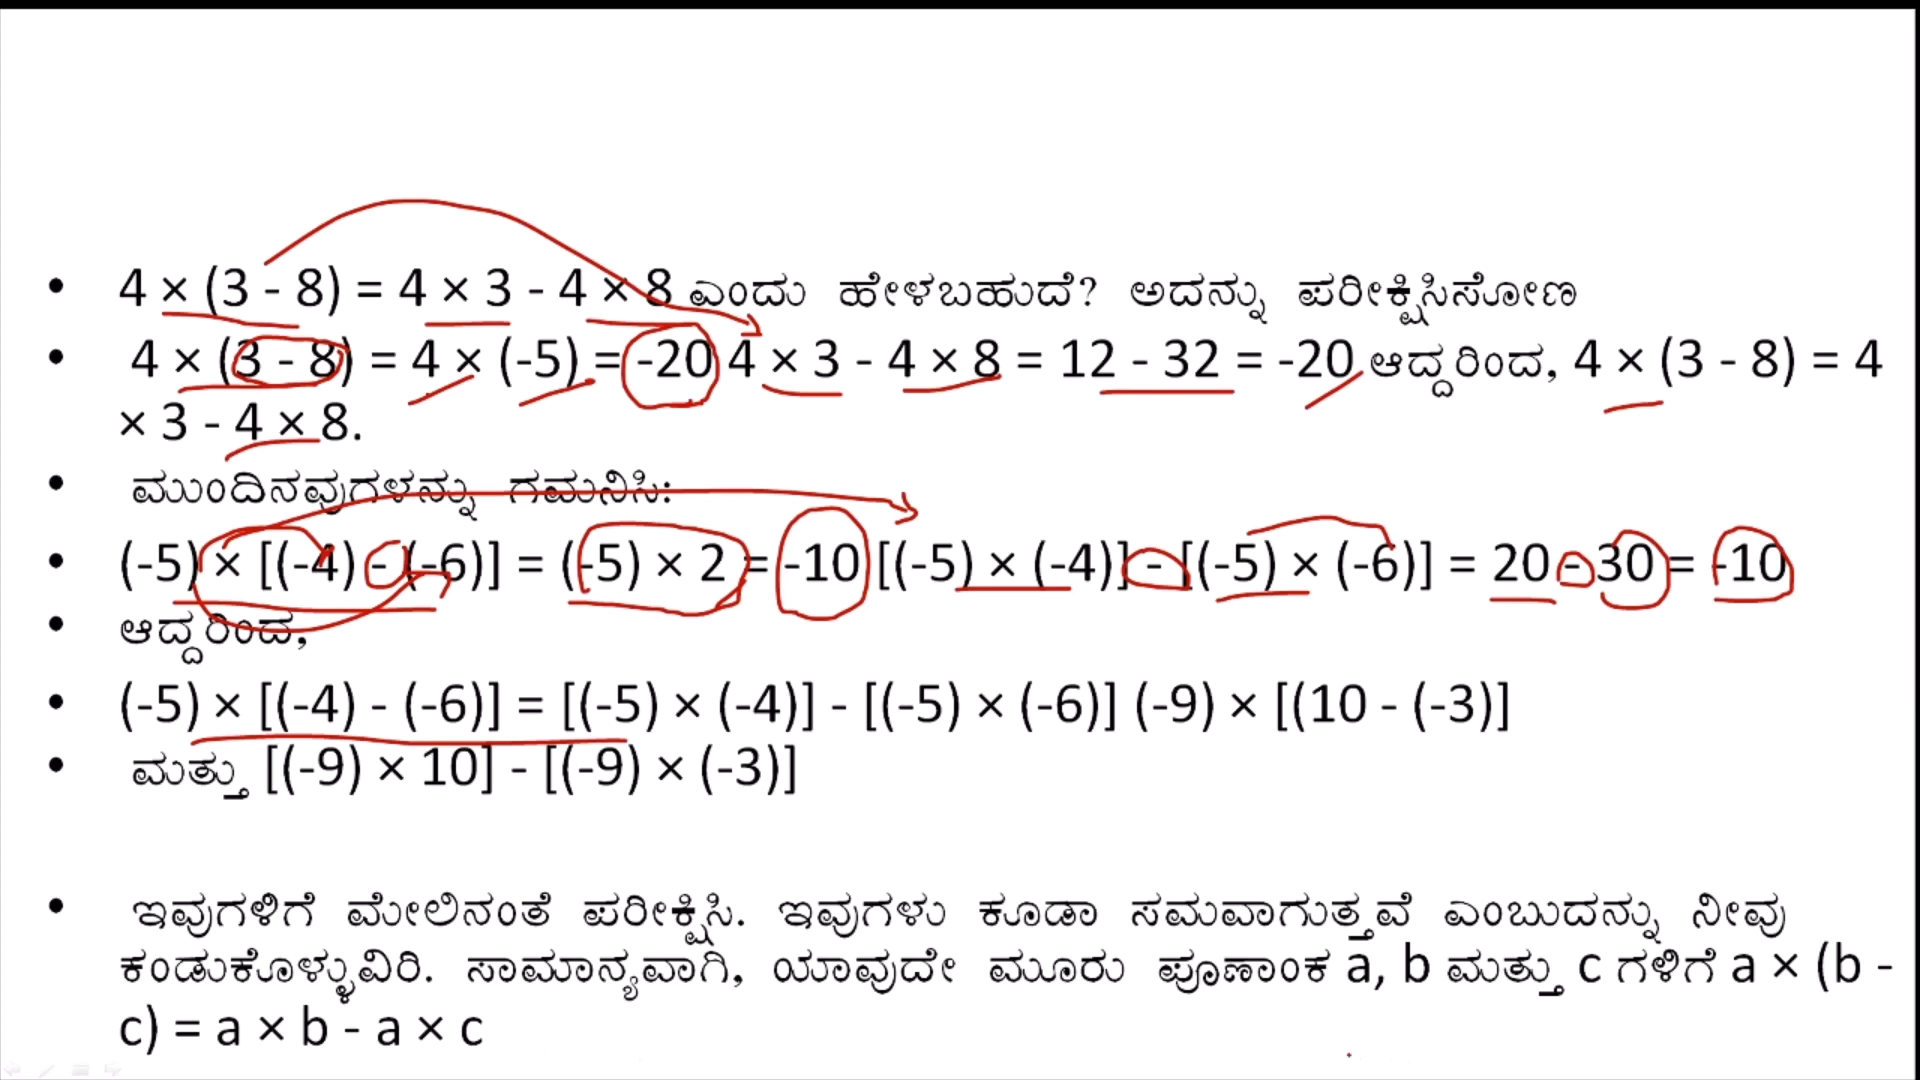 • 4 × (3 - 8) = 4 × 3 - 4 × 8 ಎಂದು ಹೇಳಬಹುದೆ? ಅದನ್ನು ಪರೀಕ್ಷಿಸೋಣ
• 4 × (3 - 8) = 4 × (-5) = -20 4 × 3 - 4 × 8 = 12 - 32 = -20 ಆದ್ದರಿಂದ, 4 × (3 - 8) = 4
× 3 - 4 × 8.
• ಮುಂದಿನವುಗಳನ್ನು ಗಮನಿಸಿ:
• (-5) × [(-4) - (-6)] = (-5) × 2 = -10 [(-5) × (-4)] - [(-5) × (-6)] = 20 - 30 = -10
• ಆದ್ದರಿಂದ,
• (-5) × [(-4) - (-6)] = [(-5) × (-4)] - [(-5) × (-6)] (-9) × [(10 - (-3)]
• ಮತ್ತು [(-9) × 10] - [(-9) × (-3)]
• ಇವುಗಳಿಗೆ ಮೇಲಿನಂತೆ ಪರೀಕ್ಷಿಸಿ. ಇವುಗಳು ಕೂಡಾ ಸಮವಾಗುತ್ತವೆ ಎಂಬುದನ್ನು ನೀವು
ಕಂಡುಕೊಳ್ಳುವಿರಿ. ಸಾಮಾನ್ಯವಾಗಿ, ಯಾವುದೇ ಮೂರು ಪೂಣಾಂಕ a, b ಮತ್ತು c ಗಳಿಗೆ a × (b -
c) = a × b - a × c